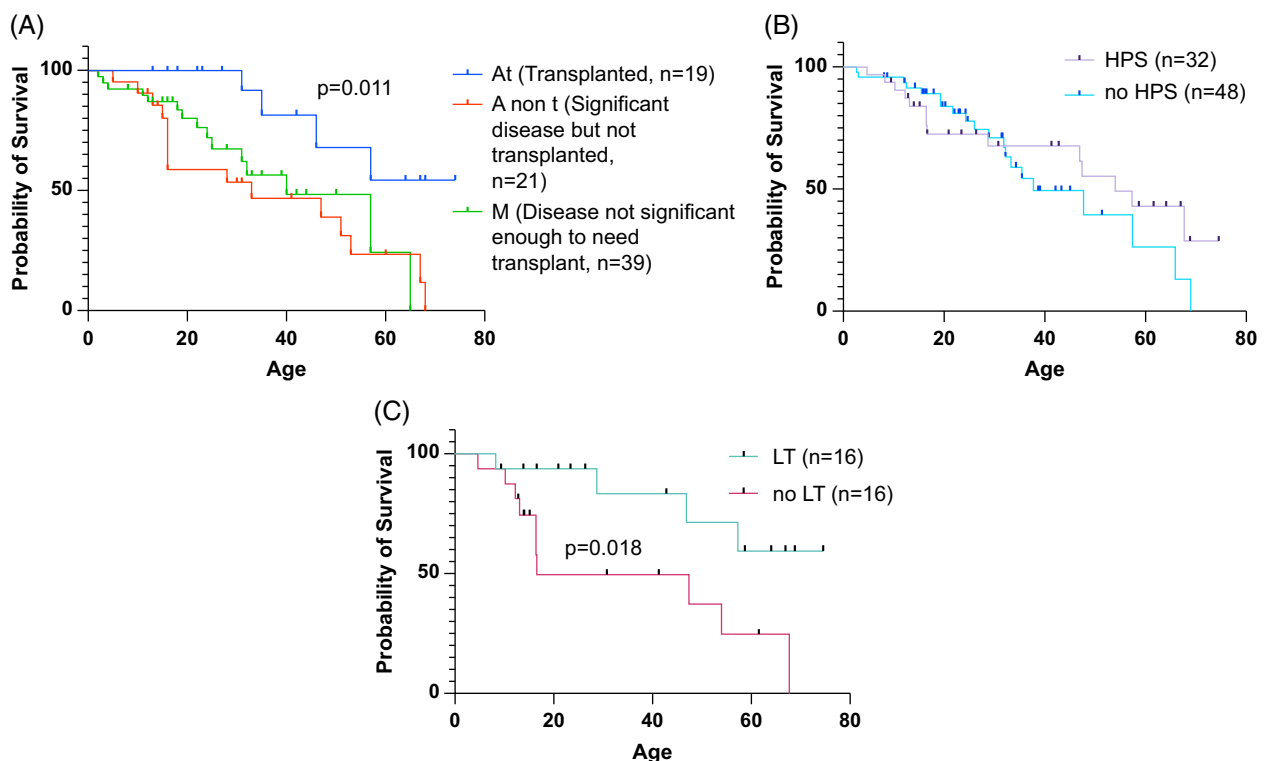 (A)
Probability of Survival
100
50
0
0 20 40 60 80
Age
p=0.011
At (Transplanted, n=19)
A non t (Significant
disease but not
transplanted,
n=21)
M (Disease not significant
enough to need
transplant, n=39)
(B)
Probability of Survival
100
50
0
0 20 40 60 80
Age
HPS (n=32)
no HPS (n=48)
(C)
Probability of Survival
100
50
0
0 20 40 60 80
Age
p=0.018
LT (n=16)
no LT (n=16)